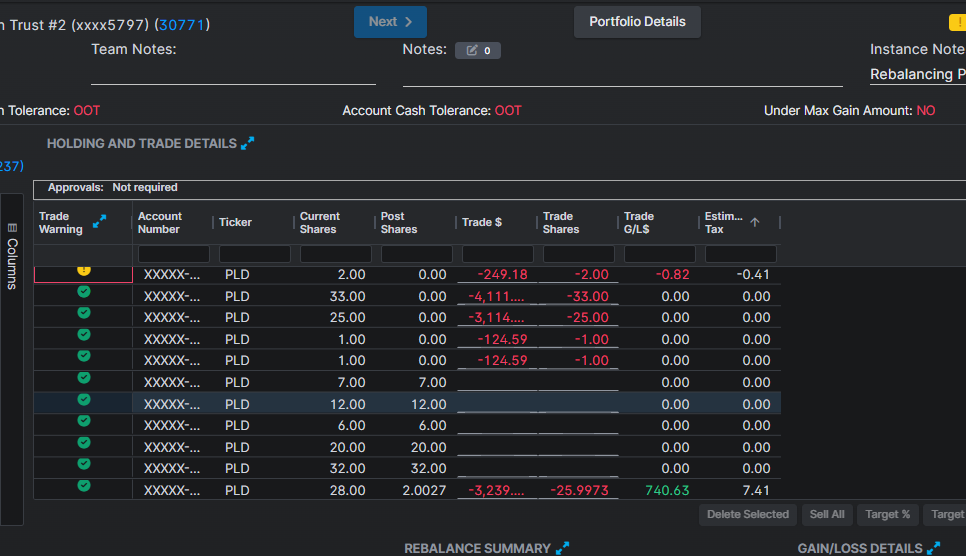 n Trust #2 (xxxx5797) (30771)
Next
Portfolio Details
Team Notes:
Notes: 0
Instance Note
Rebalancing P
n Tolerance: OOT
Account Cash Tolerance: OOT
Under Max Gain Amount: NO
HOLDING AND TRADE DETAILS
237)
Columns
Approvals: Not required
Trade Warning Account Number Ticker Current Shares Post Shares Trade $ Trade Shares Trade G/L$ Estim... Tax
XXXXX-... PLD 2.00 0.00 -249.18 -2.00 -0.82 -0.41
XXXXX-... PLD 33.00 0.00 -4,111.... -33.00 0.00 0.00
XXXXX-... PLD 25.00 0.00 -3,114.... -25.00 0.00 0.00
XXXXX-... PLD 1.00 0.00 -124.59 -1.00 0.00 0.00
XXXXX-... PLD 1.00 0.00 -124.59 -1.00 0.00 0.00
XXXXX-... PLD 7.00 7.00 0.00 0.00
XXXXX-... PLD 12.00 12.00 0.00 0.00
XXXXX-... PLD 6.00 6.00 0.00 0.00
XXXXX-... PLD 20.00 20.00 0.00 0.00
XXXXX-... PLD 32.00 32.00 0.00 0.00
XXXXX-... PLD 28.00 2.0027 -3,239.... -25.9973 740.63 7.41
Delete Selected Sell All Target % Target
REBALANCE SUMMARY
GAIN/LOSS DETAILS